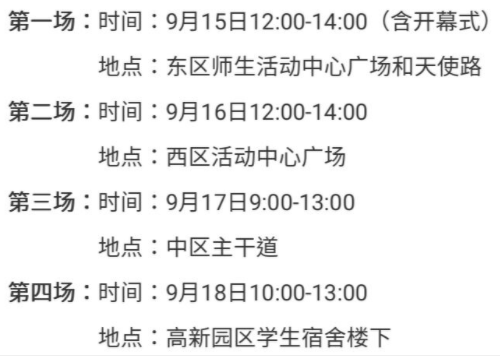 第一场：时间：9月15日12:00-14:00（含开幕式）
地点：东区师生活动中心广场和天使路
第二场：时间：9月16日12:00-14:00
地点：西区活动中心广场
第三场：时间：9月17日9:00-13:00
地点：中区主干道
第四场：时间：9月18日10:00-13:00
地点：高新园区学生宿舍楼下